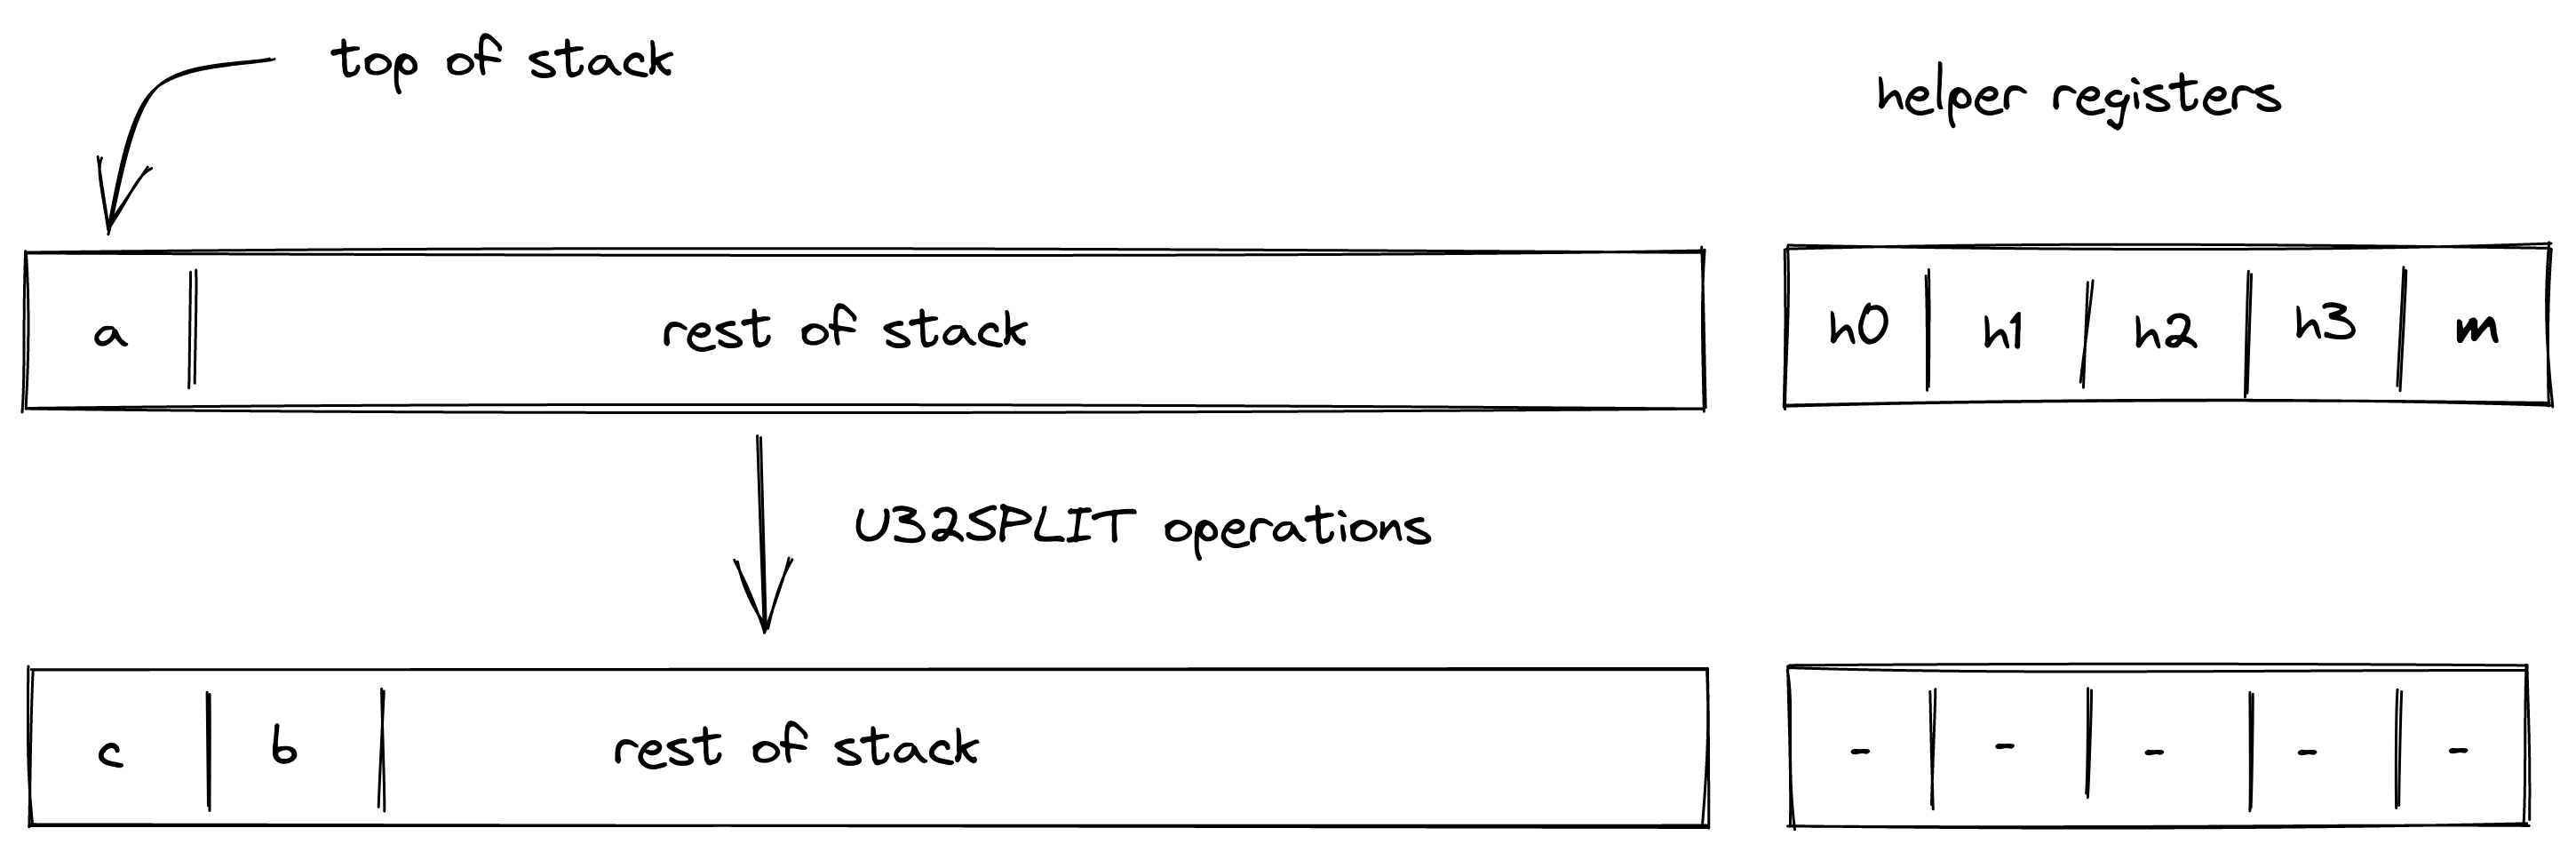 top of stack
helper registers
a rest of stack h0 h1 h2 h3 m
U32SPLIT operations
c b rest of stack - - - - -